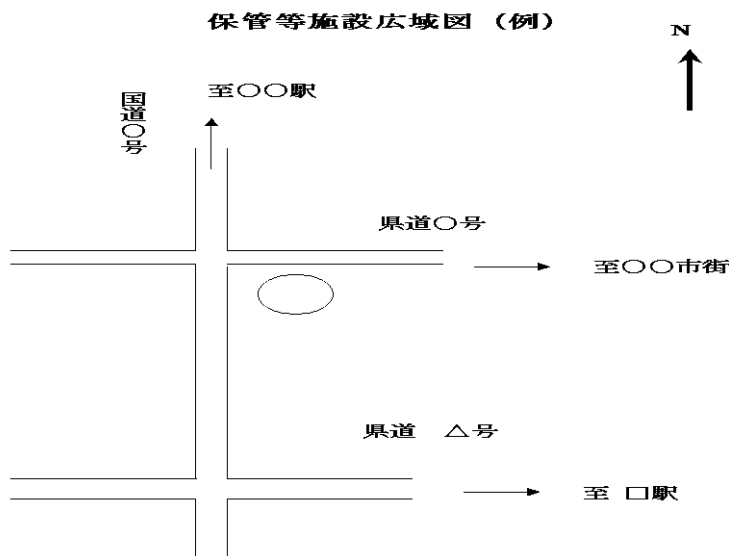 保管等施設広域図（例）
N
至〇〇駅
国道〇号
県道〇号
至〇〇市街
県道　△号
至 口駅